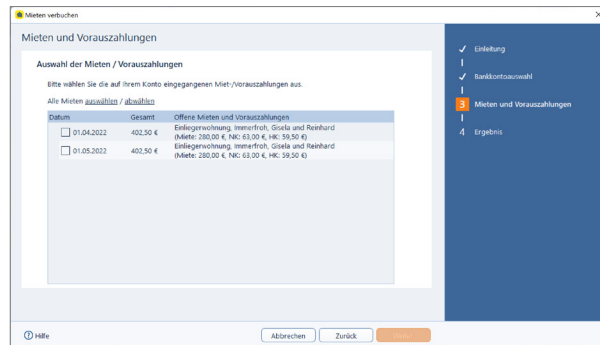 Mieten verbuchen
Mieten und Vorauszahlungen
Auswahl der Mieten / Vorauszahlungen
Bitte wählen Sie die auf Ihrem Konto eingegangenen Miet-/Vorauszahlungen aus.
Alle Mieten auswählen / abwählen
Datum Gesamt Offene Mieten und Vorauszahlungen
01.04.2022 402,50 € Einliegerwohnung, Immerfroh, Gisela und Reinhard
(Miete: 280,00 €, NK: 63,00 €, HK: 59,50 €)
01.05.2022 402,50 € Einliegerwohnung, Immerfroh, Gisela und Reinhard
(Miete: 280,00 €, NK: 63,00 €, HK: 59,50 €)
Einleitung
Bankkontoauswahl
3 Mieten und Vorauszahlungen
4 Ergebnis
Hilfe
Abbrechen
Zurück